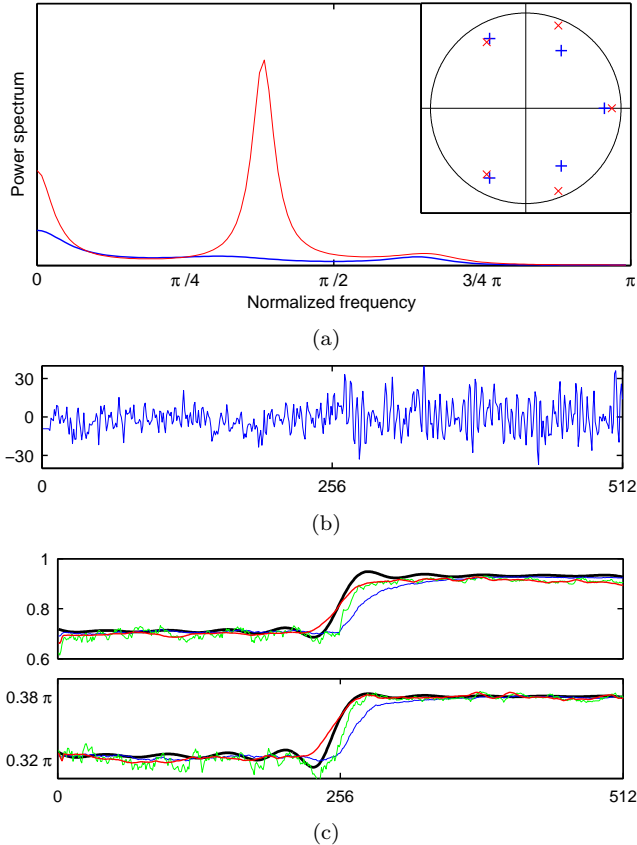 Power spectrum
0 π /4 π /2 3/4 π π
Normalized frequency
(a)
30
0
−30
0 256 512
(b)
1
0.8
0.6
0.38 π
0.32 π
0 256 512
(c)